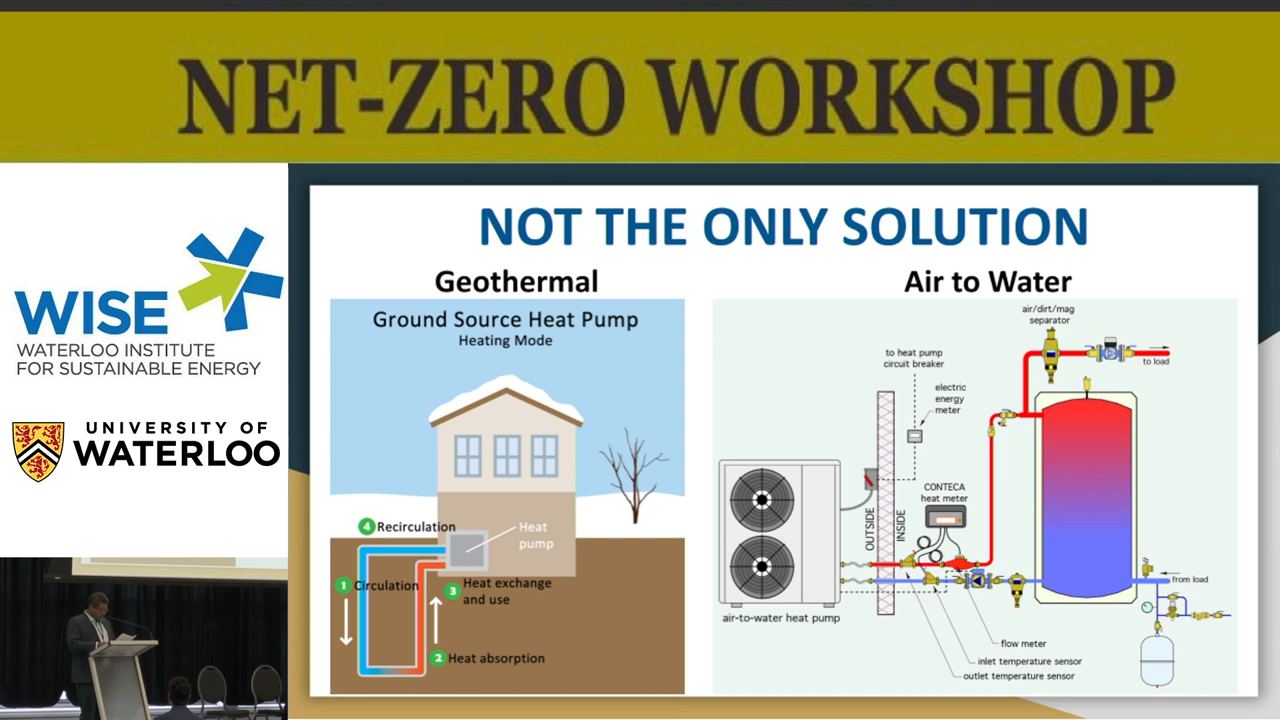 NET-ZERO WORKSHOP
WISE
WATERLOO INSTITUTE
FOR SUSTAINABLE ENERGY
UNIVERSITY OF
WATERLOO
NOT THE ONLY SOLUTION
Geothermal
Ground Source Heat Pump
Heating Mode
4 Recirculation
Heat
pump
1 Circulation
3 Heat exchange
and use
2 Heat absorption
Air to Water
air/dirt/mag
separator
to load
to heat pump
circuit breaker
electric
energy
meter
CONTECA
heat meter
OUTSIDE
INSIDE
from load
air-to-water heat pump
flow meter
inlet temperature sensor
outlet temperature sensor